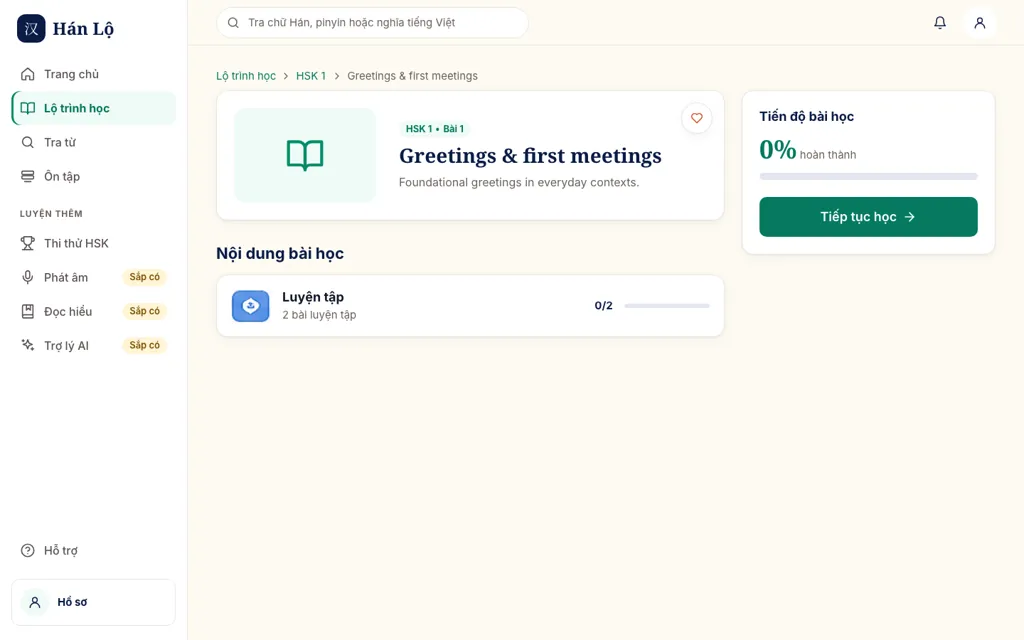 汉 Hán Lộ
Tra chữ Hán, pinyin hoặc nghĩa tiếng Việt
Trang chủ
Lộ trình học
Tra từ
Ôn tập
LUYỆN THÊM
Thi thử HSK
Phát âm Sắp có
Đọc hiểu Sắp có
Trợ lý AI Sắp có
Hỗ trợ
Hồ sơ
Lộ trình học > HSK 1 > Greetings & first meetings
HSK 1 • Bài 1
Greetings & first meetings
Foundational greetings in everyday contexts.
Nội dung bài học
Luyện tập
2 bài luyện tập
0/2
Tiến độ bài học
0% hoàn thành
Tiếp tục học →